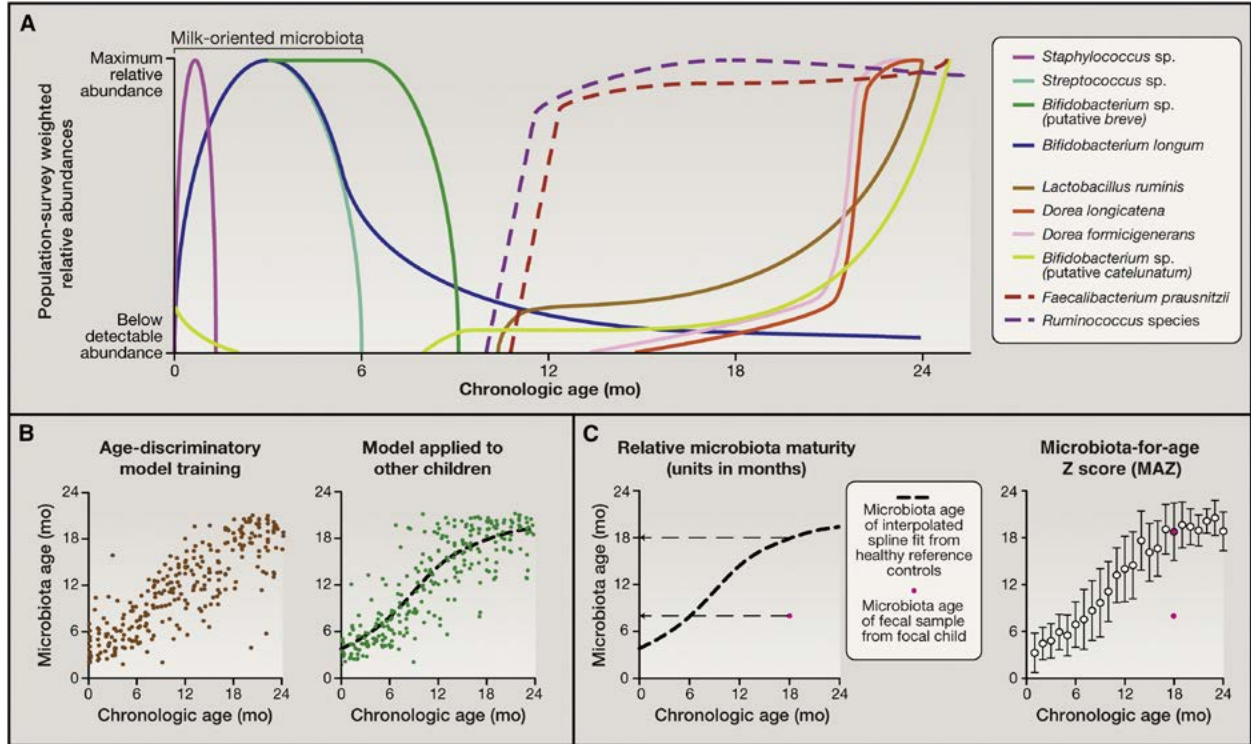 A
Milk-oriented microbiota
Maximum
relative
abundance
Population-survey weighted
relative abundances
Below
detectable
abundance
0
6
12
18
24
Chronologic age (mo)
Staphylococcus sp.
Streptococcus sp.
Bifidobacterium sp.
(putative breve)
Bifidobacterium longum
Lactobacillus ruminis
Dorea longicatena
Dorea formicigenerans
Bifidobacterium sp.
(putative catelunatum)
Faecalibacterium prausnitzii
Ruminococcus species
B
Age-discriminatory
model training
Microbiota age (mo)
24
18
12
6
0
0
6
12
18
24
Chronologic age (mo)
Model applied to
other children
24
18
12
6
0
0
6
12
18
24
Chronologic age (mo)
C
Relative microbiota maturity
(units in months)
Microbiota age (mo)
24
18
12
6
0
0
6
12
18
24
Chronologic age (mo)
Microbiota age
of interpolated
spline fit from
healthy reference
controls
Microbiota age
of fecal sample
from focal child
Microbiota-for-age
Z score (MAZ)
24
18
12
6
0
0
6
12
18
24
Chronologic age (mo)